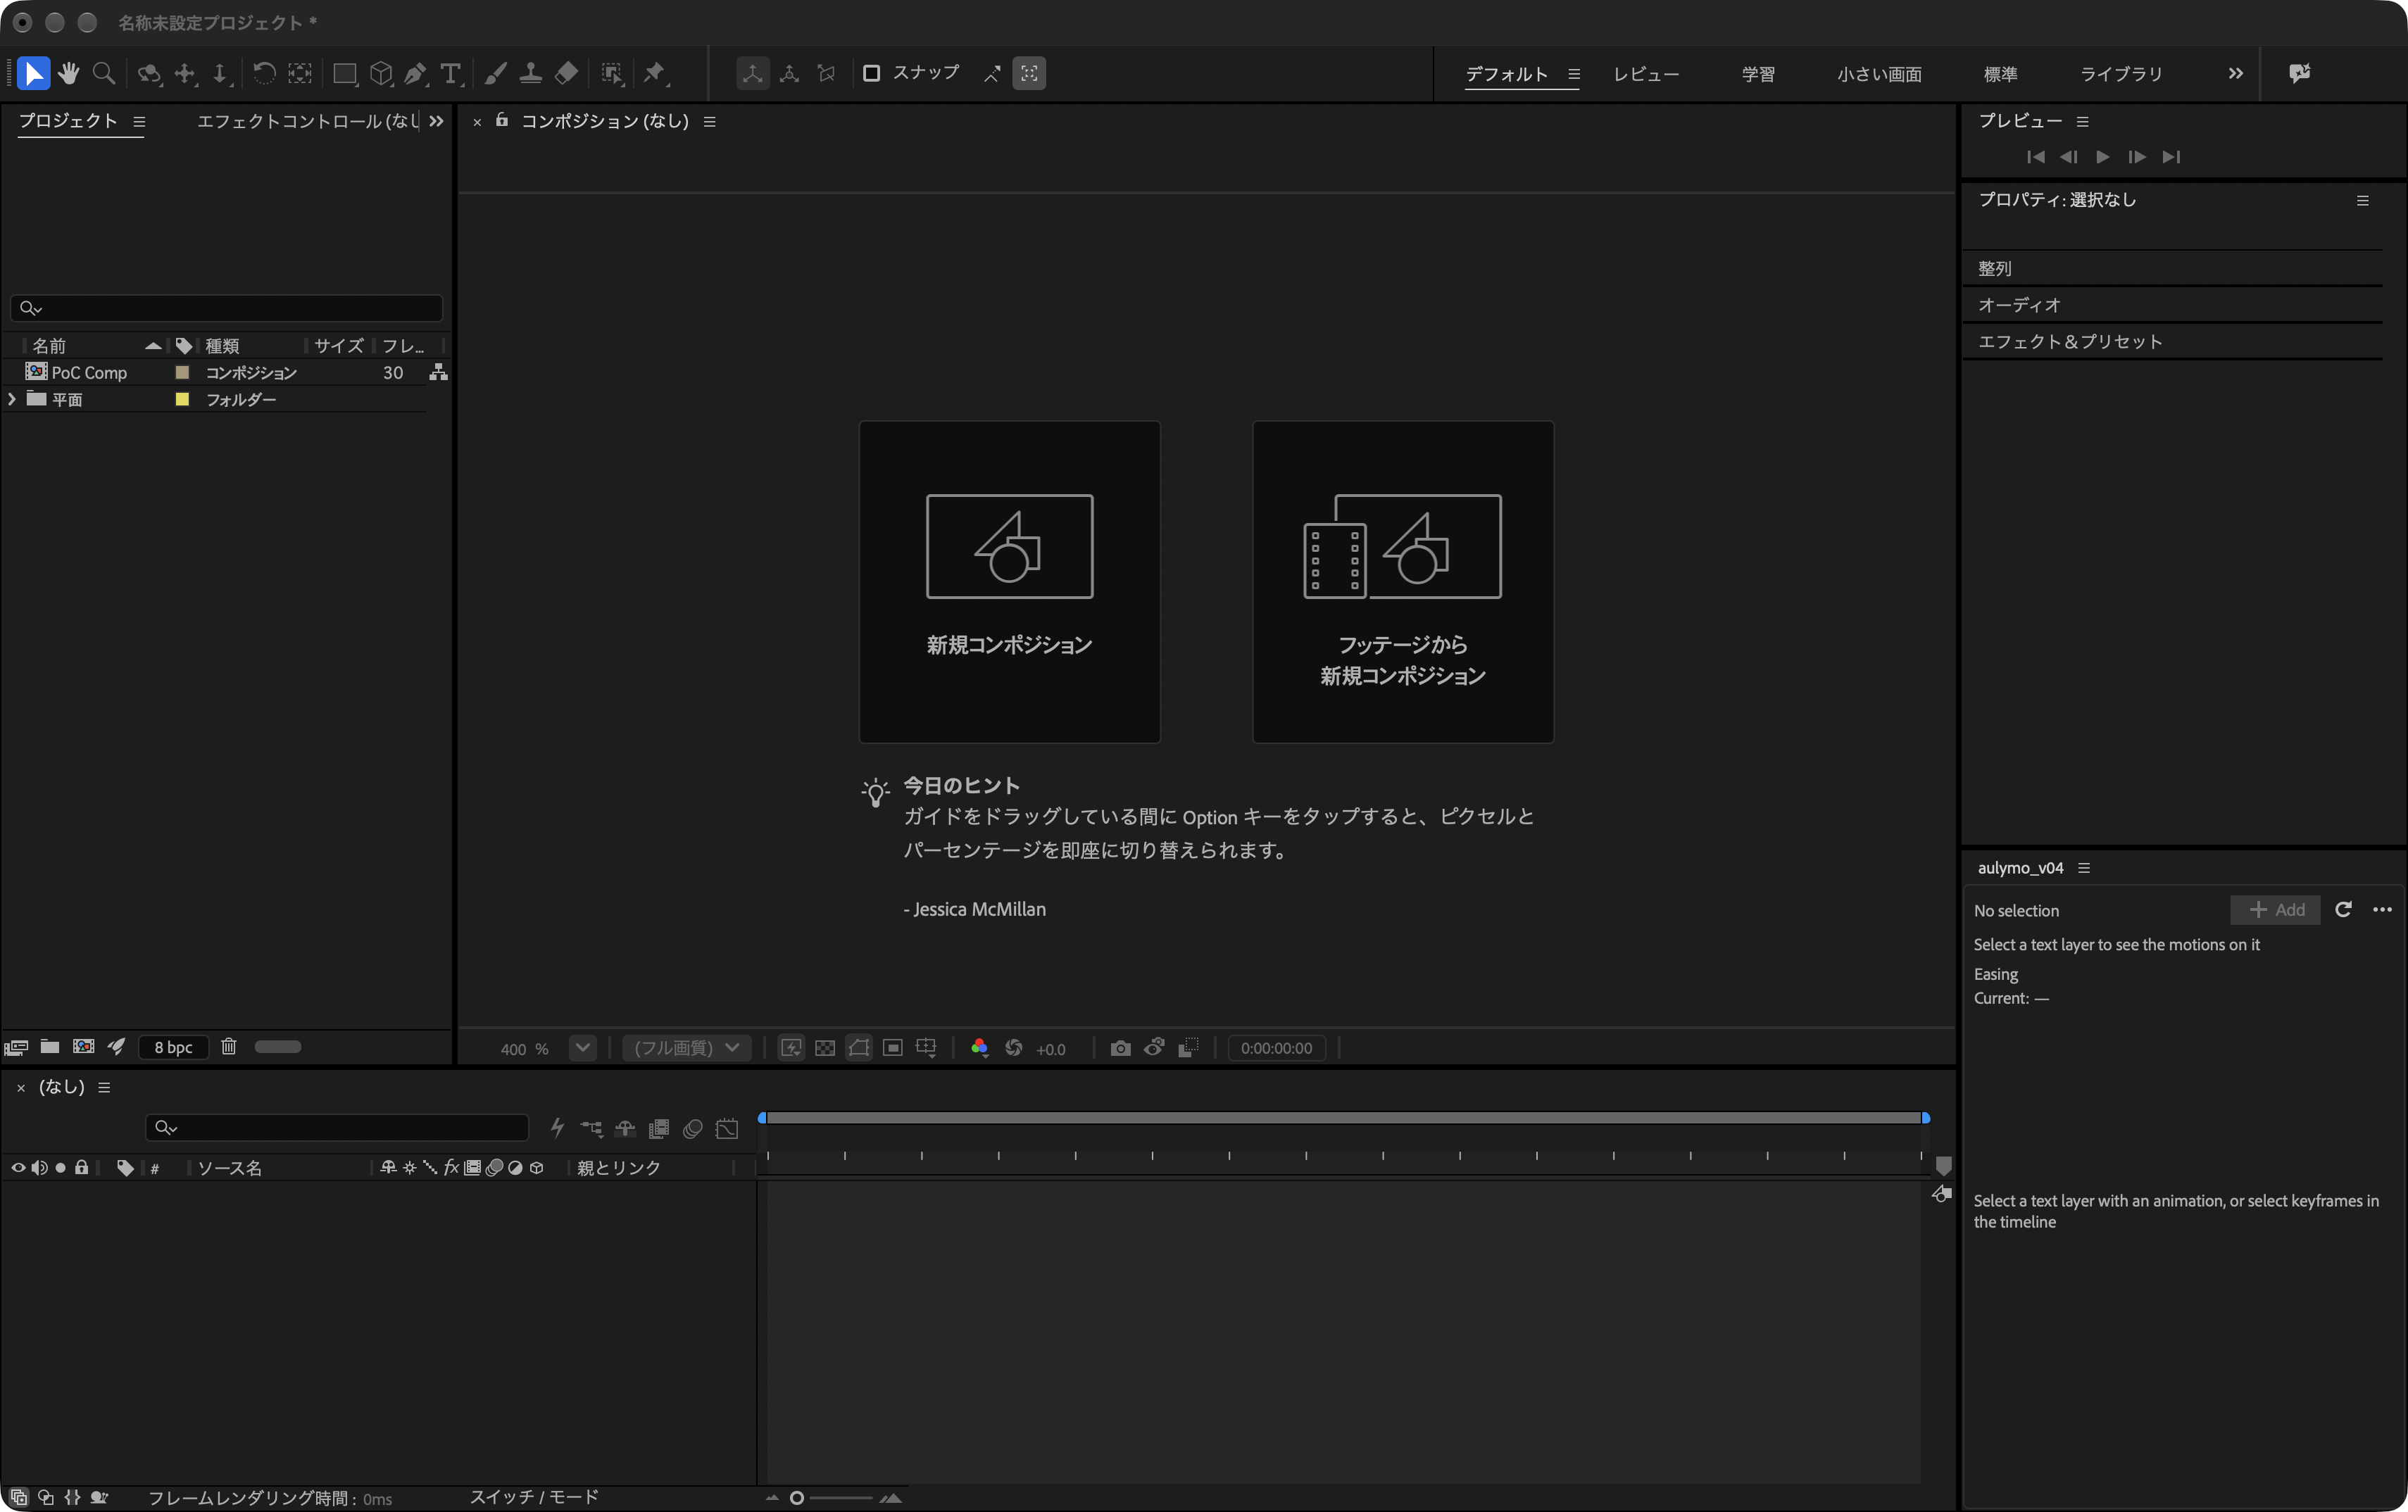 名称未設定プロジェクト *
スナップ
デフォルト
レビュー
学習
小さい画面
標準
ライブラリ
プロジェクト
エフェクトコントロール (なし
コンポジション (なし)
名前
種類
サイズ
フレ...
PoC Comp
コンポジション
30
平面
フォルダー
8 bpc
新規コンポジション
フッテージから
新規コンポジション
今日のヒント
ガイドをドラッグしている間に Option キーをタップすると、ピクセルと
パーセンテージを即座に切り替えられます。
- Jessica McMillan
400 %
(フル画質)
+0.0
0:00:00:00
プレビュー
プロパティ: 選択なし
整列
オーディオ
エフェクト＆プリセット
aulymo_v04
No selection
Add
Select a text layer to see the motions on it
Easing
Current: —
Select a text layer with an animation, or select keyframes in
the timeline
(なし)
#
ソース名
fx
親とリンク
フレームレンダリング時間 : 0ms
スイッチ / モード